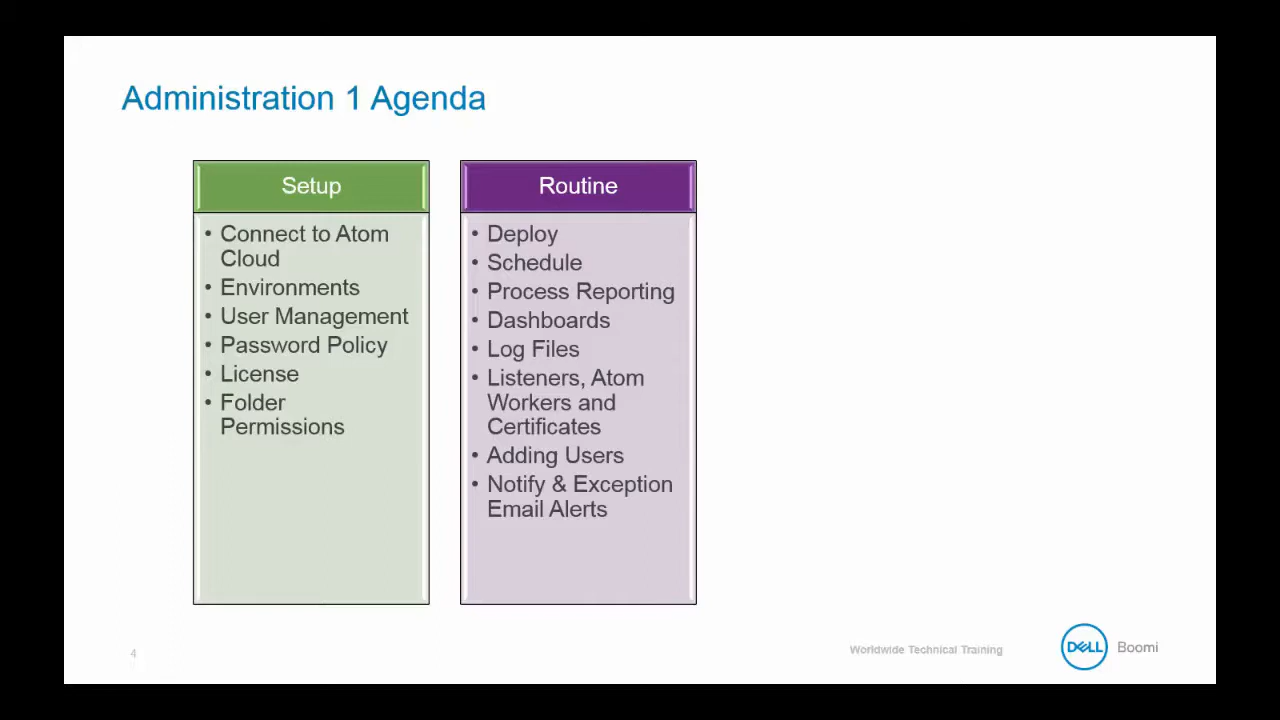 Administration 1 Agenda
Setup
• Connect to Atom
Cloud
• Environments
• User Management
• Password Policy
• License
• Folder
Permissions
Routine
• Deploy
• Schedule
• Process Reporting
• Dashboards
• Log Files
• Listeners, Atom
Workers and
Certificates
• Adding Users
• Notify & Exception
Email Alerts
4
Worldwide Technical Training
DELL Boomi